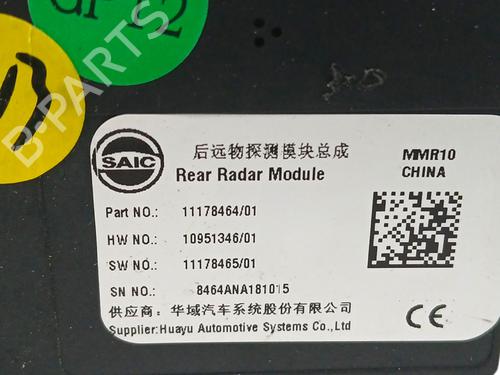 B-PARTS
SAIC
后远物探测模块总成
Rear Radar Module
MMR10
CHINA
Part NO.: 11178464/01
HW NO.: 10951346/01
SW NO.: 11178465/01
SN NO.: 8464ANA181015
供应商: 华域汽车系统股份有限公司
Supplier:Huayu Automotive Systems Co.,Ltd
CE